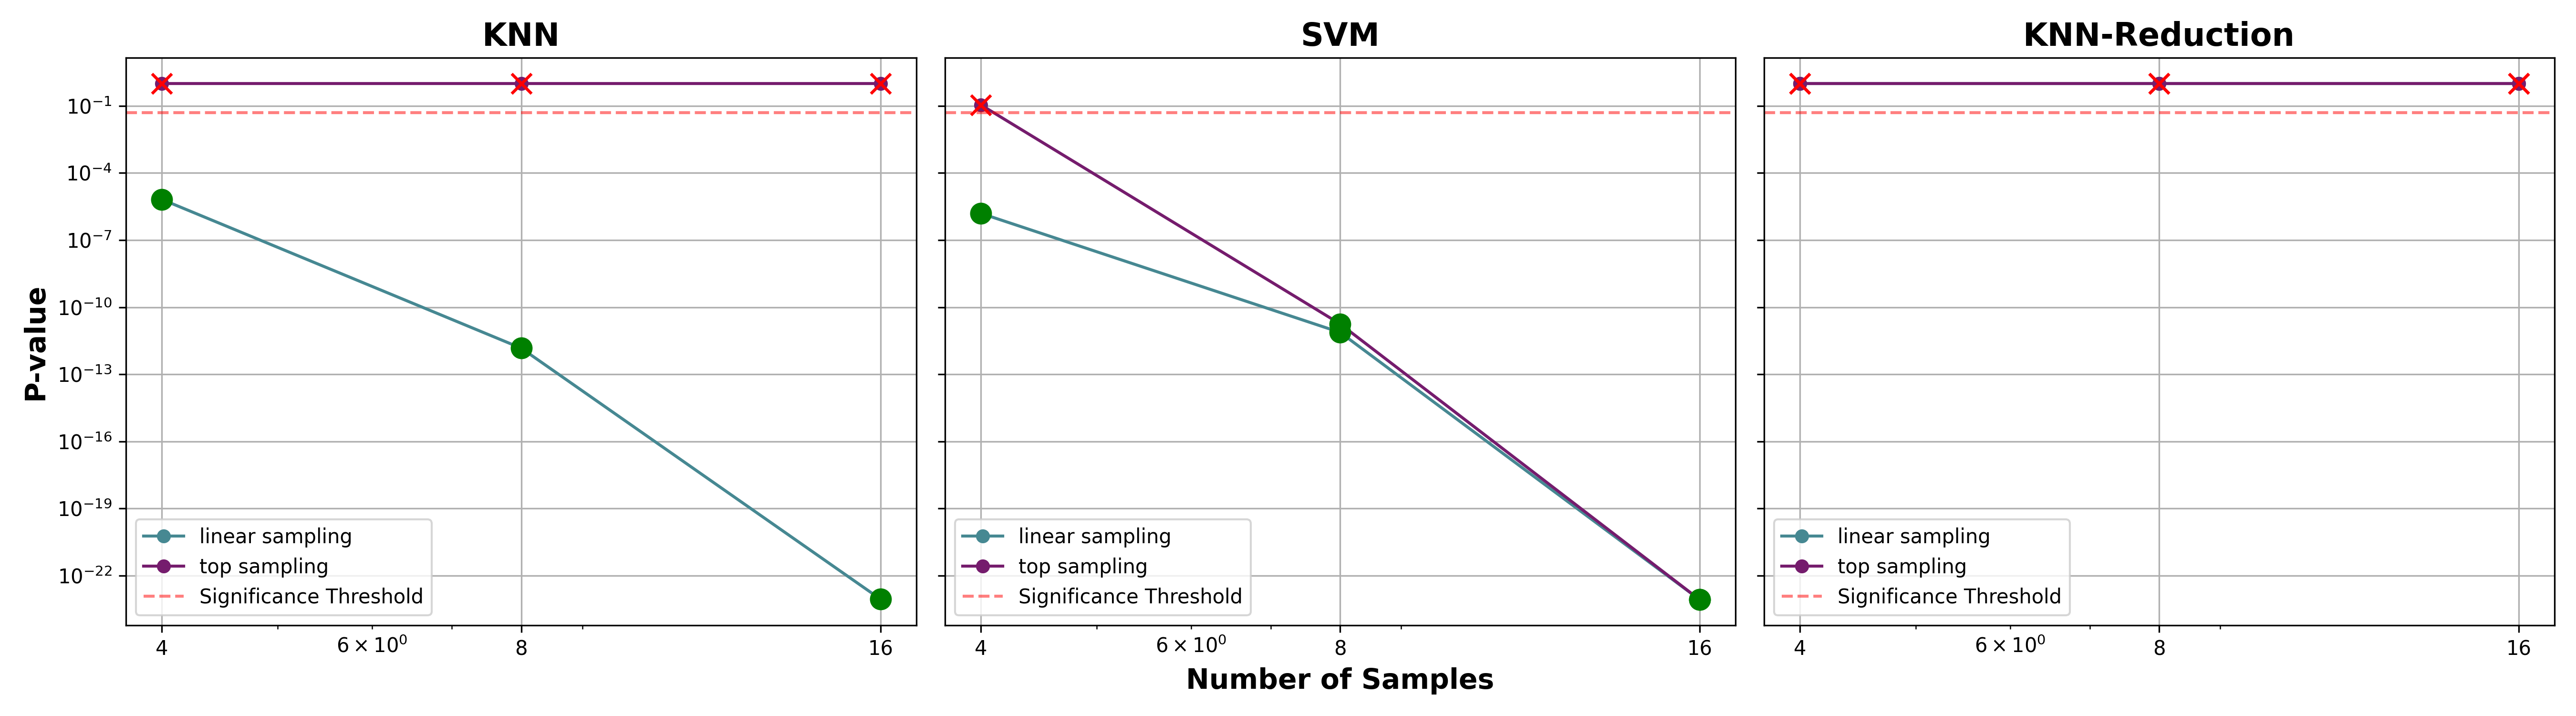 KNN
SVM
KNN-Reduction
P-value
10⁻¹
10⁻⁴
10⁻⁷
10⁻¹⁰
10⁻¹³
10⁻¹⁶
10⁻¹⁹
10⁻²²
linear sampling
top sampling
Significance Threshold
4
6 × 10⁰
8
16
linear sampling
top sampling
Significance Threshold
4
6 × 10⁰
8
16
linear sampling
top sampling
Significance Threshold
4
6 × 10⁰
8
16
Number of Samples